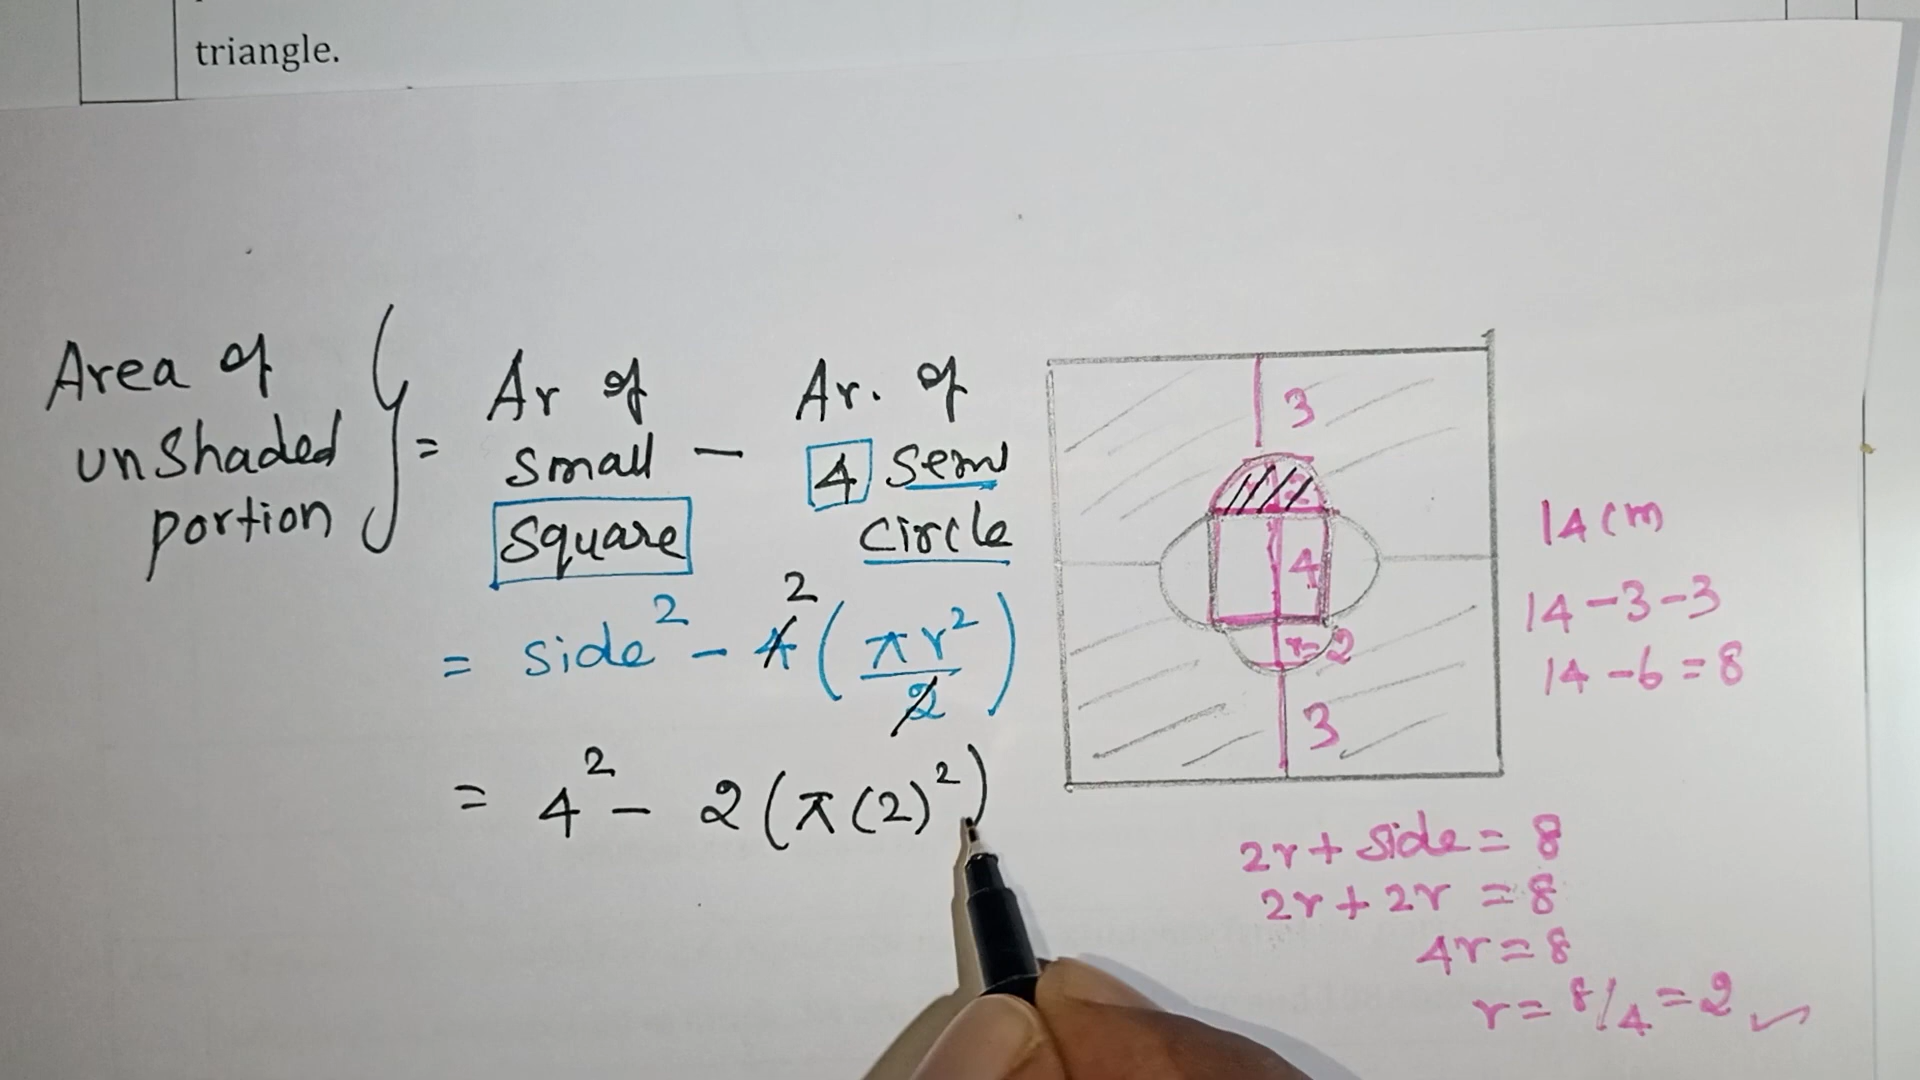 triangle.
Area of unshaded portion } = Ar of small square - Ar. of 4 semi circle
= side² - 4² ( πr² / 2 )
= 4² - 2 (π(2)²)
3
2
4
r=2
3
14 cm
14-3-3
14-6=8
2r + side = 8
2r + 2r = 8
4r = 8
r = 8/4 = 2 ✓